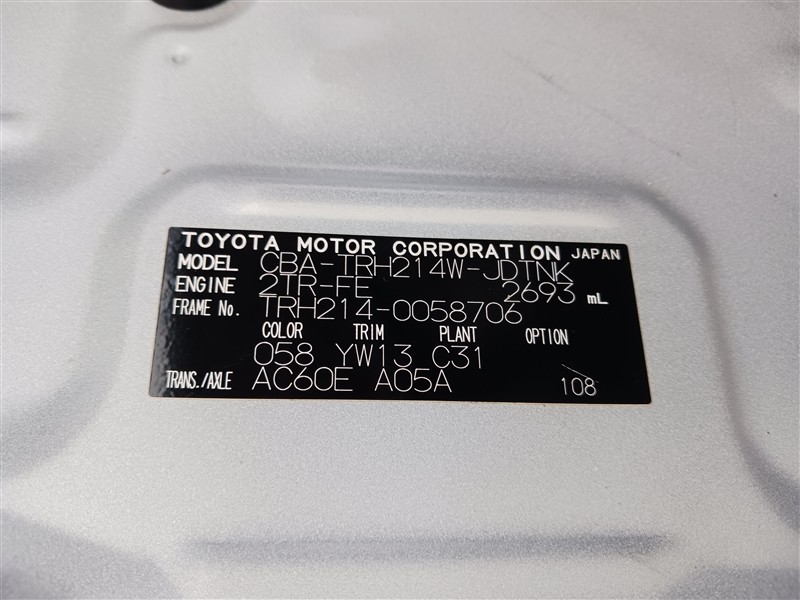 TOYOTA MOTOR CORPORATION JAPAN
MODEL CBA-TRH214W-JDTNK
ENGINE 2TR-FE 2693 mL
FRAME No. TRH214-0058706
COLOR TRIM PLANT OPTION
058 YW13 C31
TRANS./AXLE AC60E A05A 108